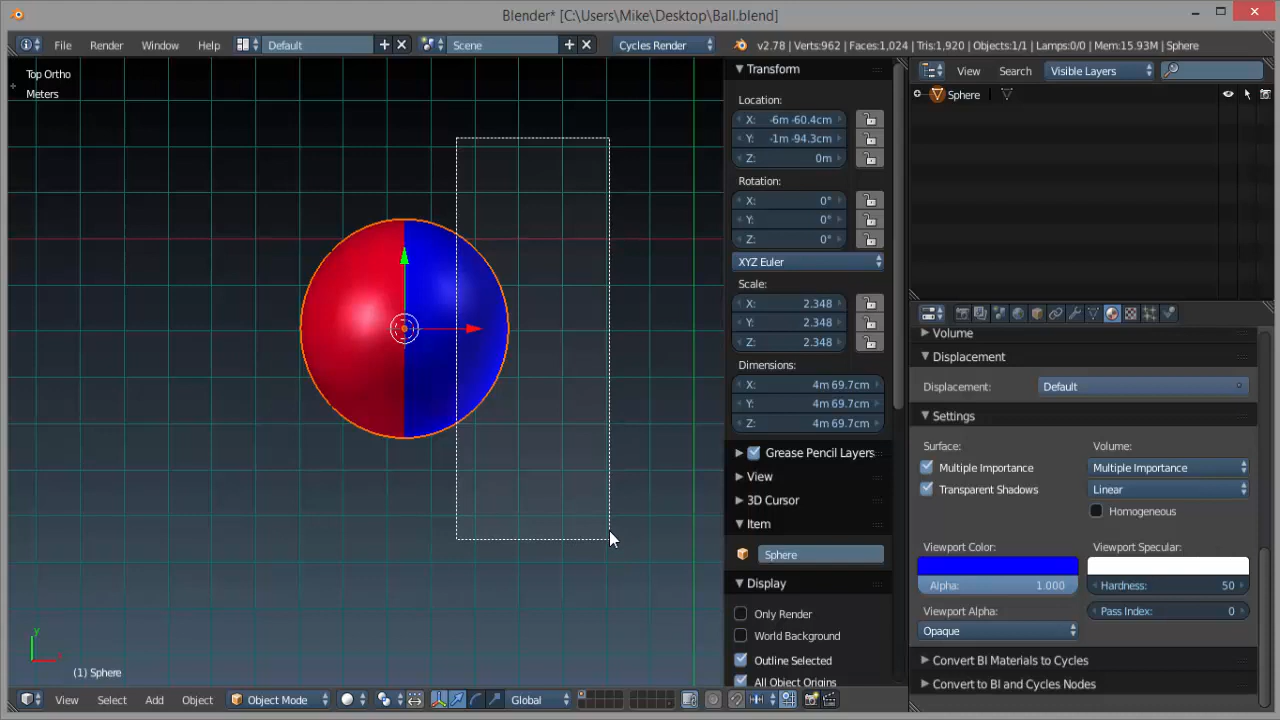 Blender* [C:\Users\Mike\Desktop\Ball.blend]
File Render Window Help Default Scene Cycles Render v2.78 | Verts:962 | Faces:1,024 | Tris:1,920 | Objects:1/1 | Lamps:0/0 | Mem:15.93M | Sphere
Top Ortho
Meters
Transform
Location:
X: -6m -60.4cm
Y: -1m -94.3cm
Z: 0m
Rotation:
X: 0°
Y: 0°
Z: 0°
XYZ Euler
Scale:
X: 2.348
Y: 2.348
Z: 2.348
Dimensions:
X: 4m 69.7cm
Y: 4m 69.7cm
Z: 4m 69.7cm
Grease Pencil Layers
View
3D Cursor
Item
Sphere
Display
Only Render
World Background
Outline Selected
All Object Origins
View Search Visible Layers
Sphere
Volume
Displacement
Displacement: Default
Settings
Surface: Volume:
Multiple Importance Multiple Importance
Transparent Shadows Linear
Homogeneous
Viewport Color: Viewport Specular:
Alpha: 1.000 Hardness: 50
Viewport Alpha: Pass Index: 0
Opaque
Convert BI Materials to Cycles
Convert to BI and Cycles Nodes
y
(1) Sphere
View Select Add Object Object Mode Global